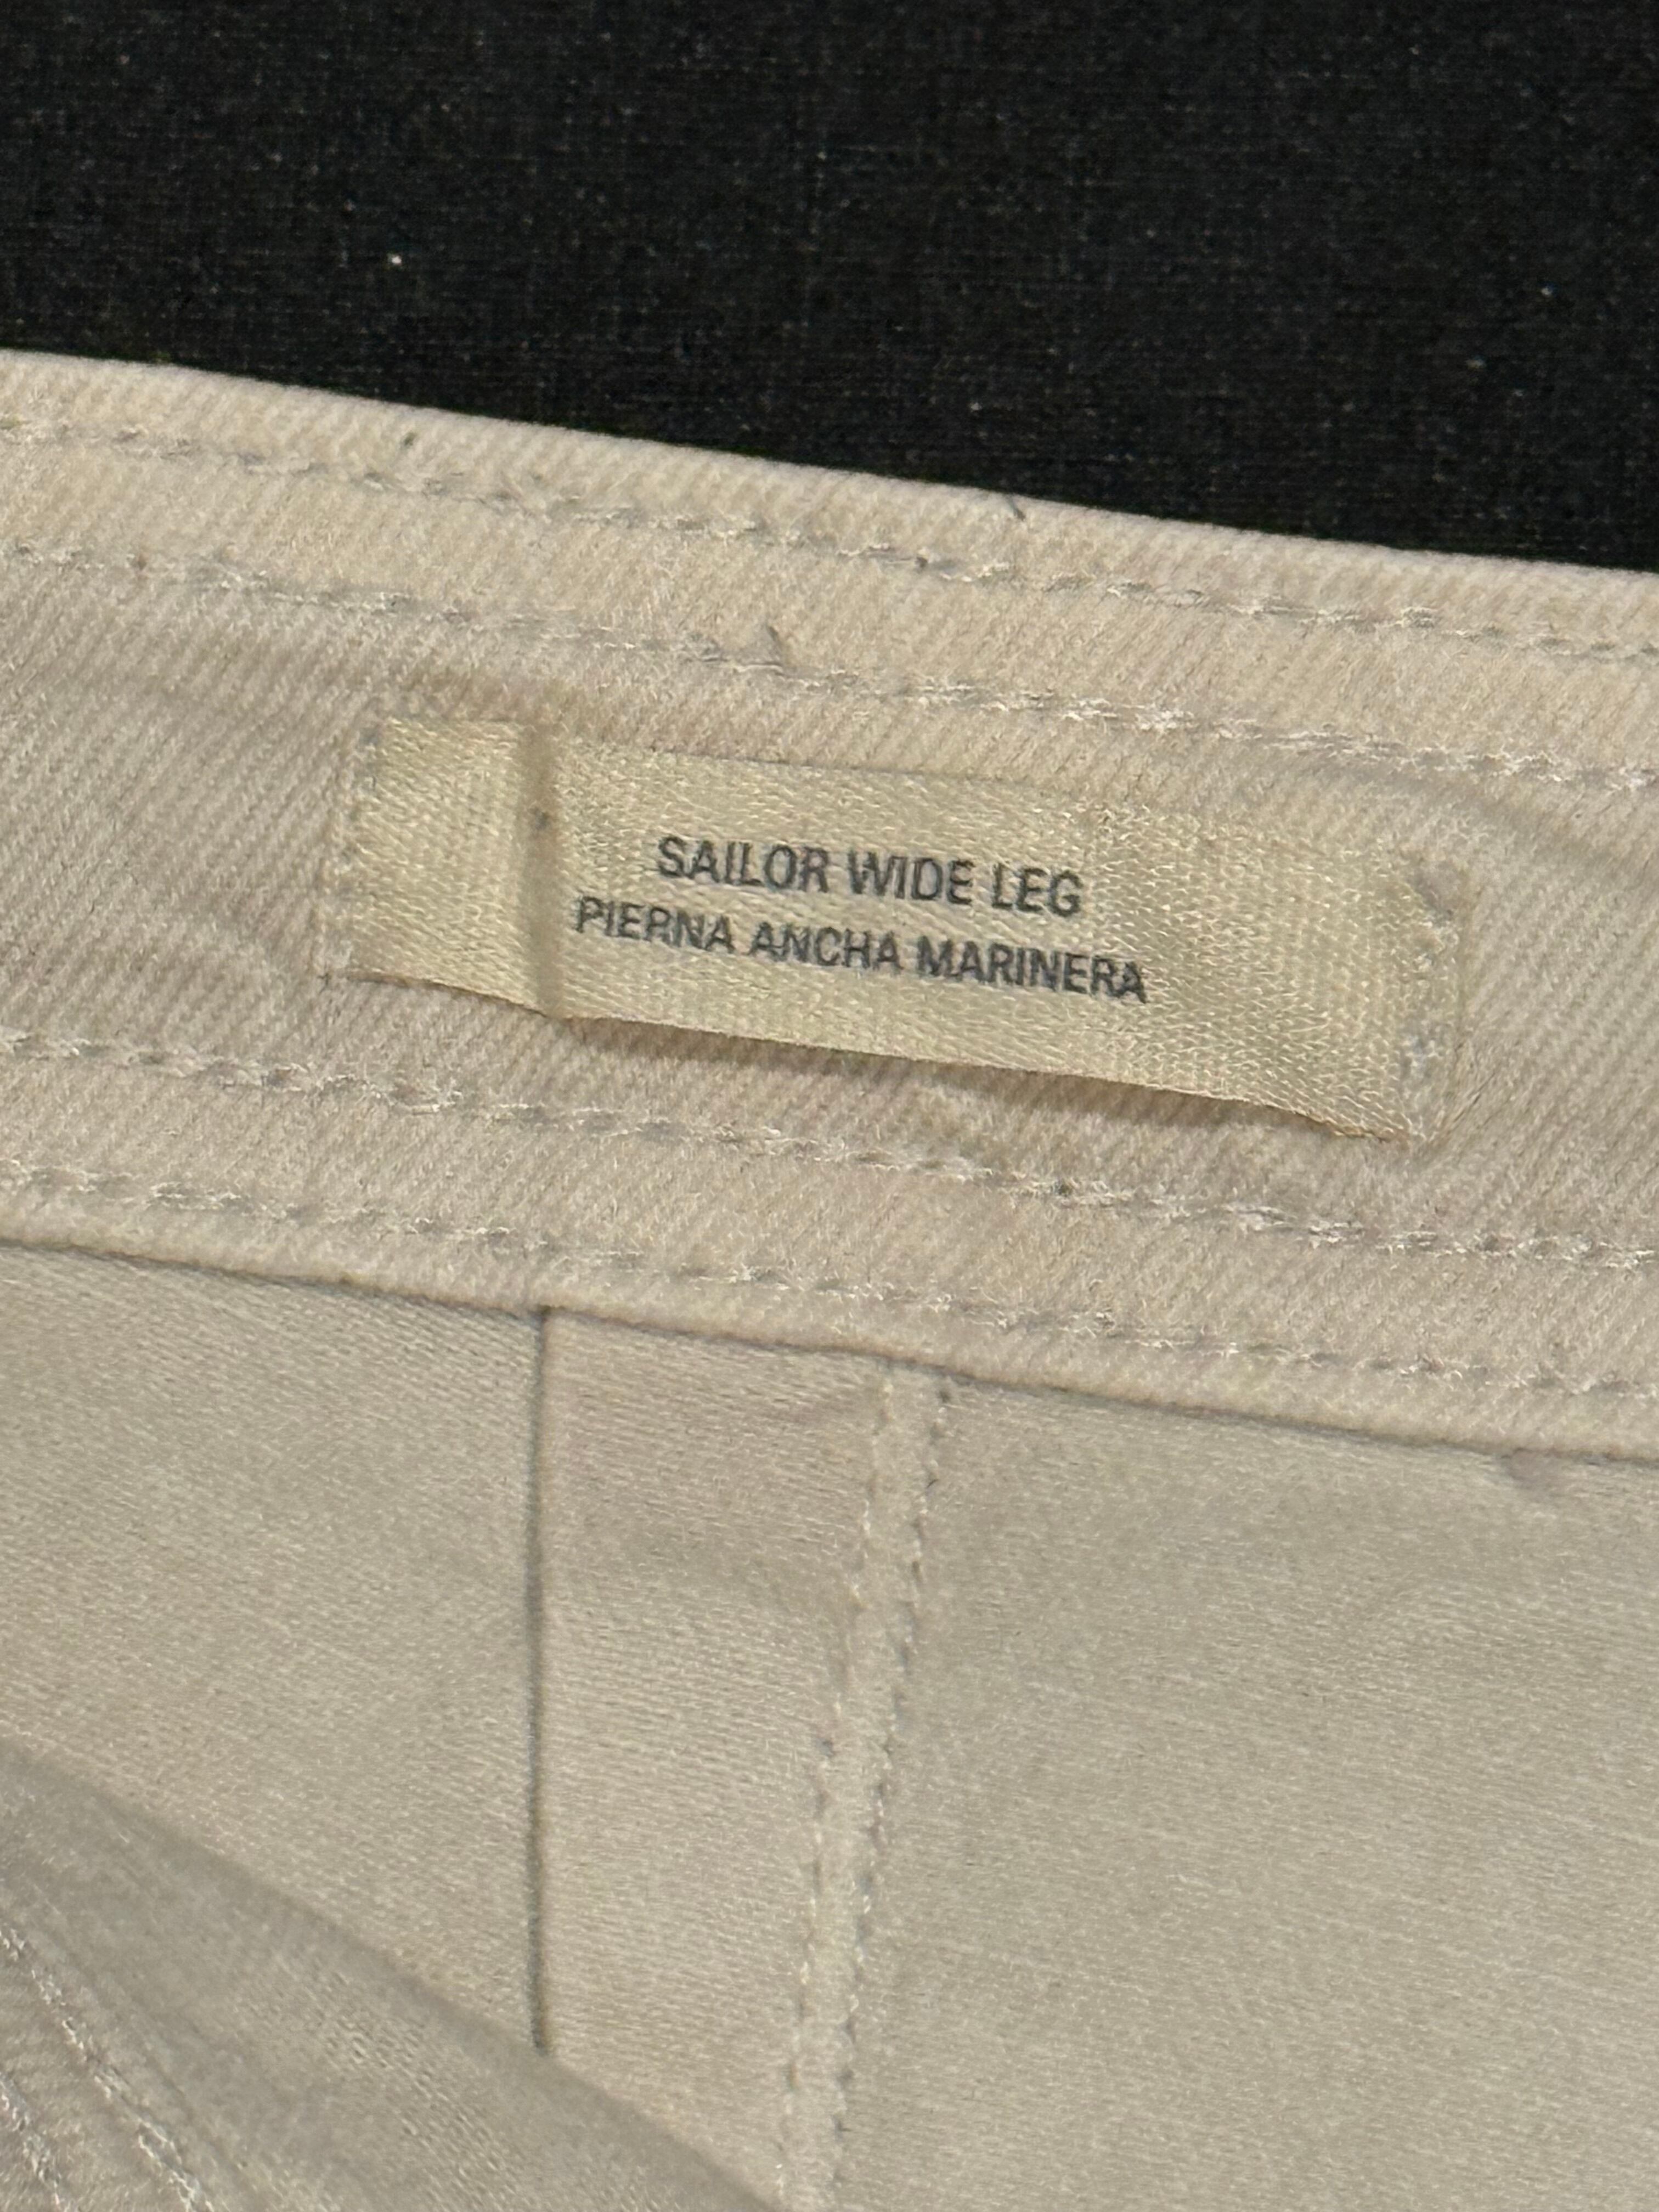 SAILOR WIDE LEG
PIERNA ANCHA MARINERA